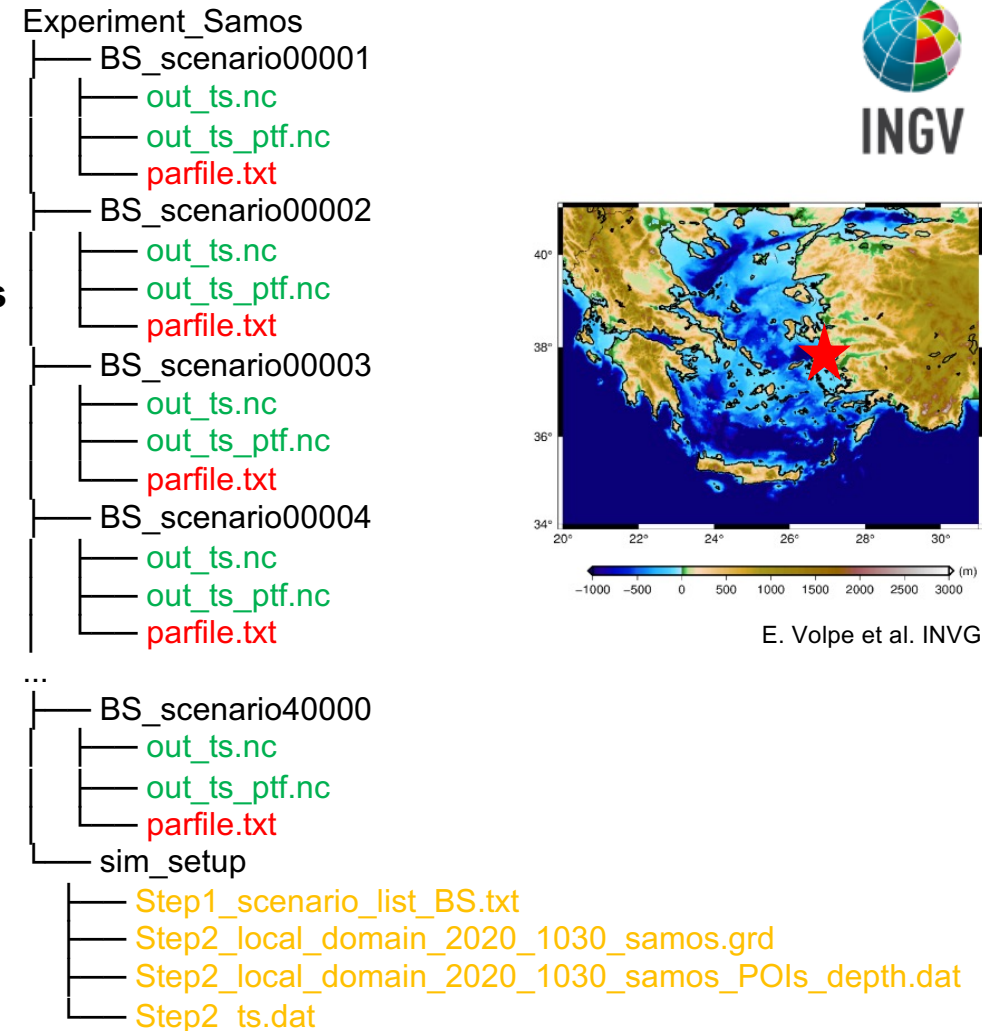 Experiment_Samos
BS_scenario00001
out_ts.nc
out_ts_ptf.nc
parfile.txt
BS_scenario00002
out_ts.nc
out_ts_ptf.nc
s
parfile.txt
BS_scenario00003
out_ts.nc
out_ts_ptf.nc
parfile.txt
BS_scenario00004
out_ts.nc
out_ts_ptf.nc
parfile.txt
...
BS_scenario40000
out_ts.nc
out_ts_ptf.nc
parfile.txt
sim_setup
Step1_scenario_list_BS.txt
Step2_local_domain_2020_1030_samos.grd
Step2_local_domain_2020_1030_samos_POIs_depth.dat
Step2_ts.dat
INGV
40°
38°
36°
34°
20° 22° 24° 26° 28° 30°
−1000 −500 0 500 1000 1500 2000 2500 3000 (m)
E. Volpe et al. INVG